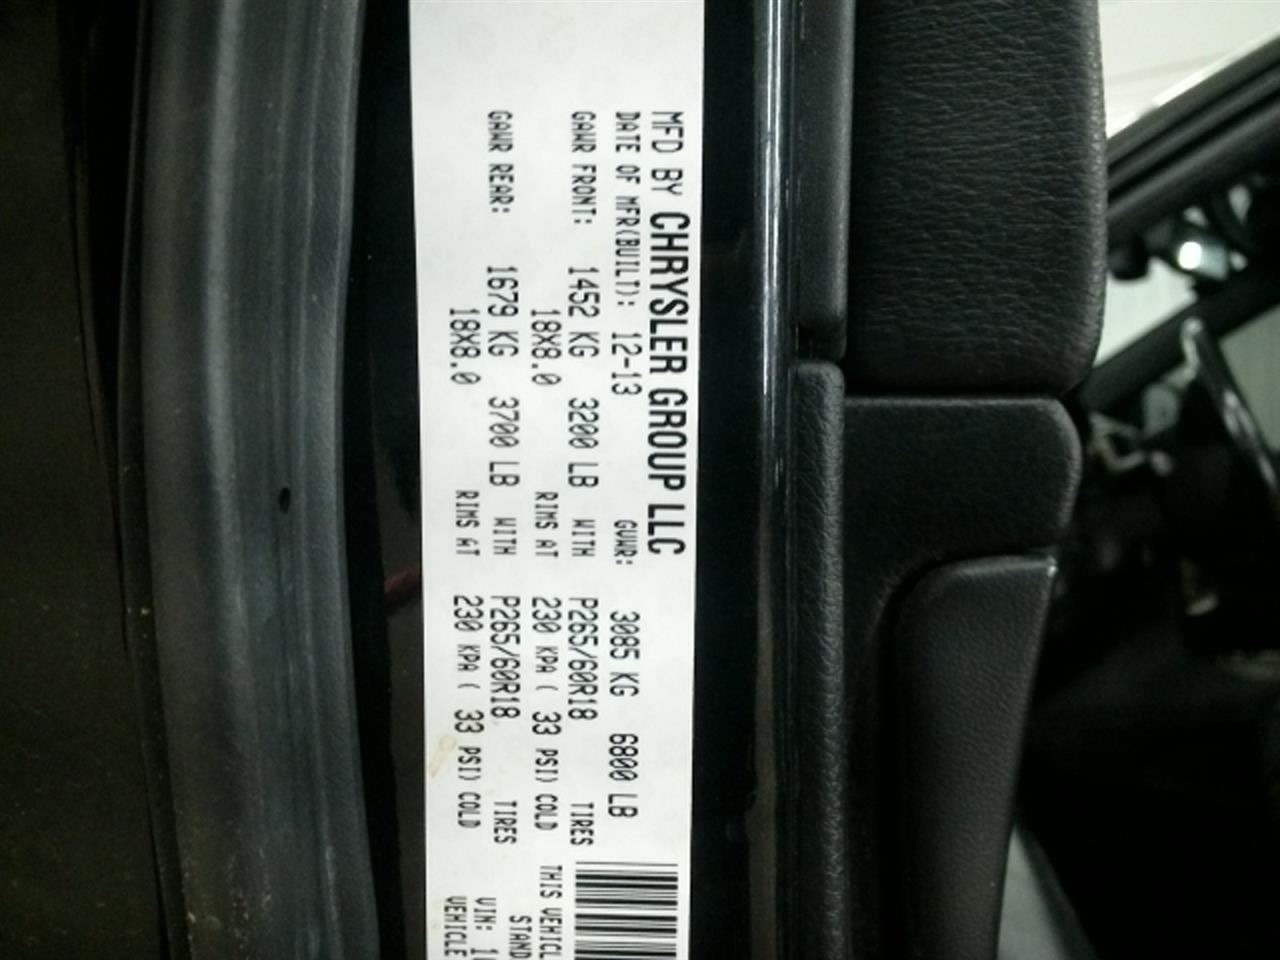 MFD BY CHRYSLER GROUP LLC
DATE OF MFR(BUILT): 12-13 GVWR: 3085 KG 6800 LB
GAWR FRONT: 1452 KG 3200 LB WITH P265/60R18 TIRES
18X8.0 RIMS AT 230 KPA ( 33 PSI) COLD
GAWR REAR: 1679 KG 3700 LB WITH P265/60R18 TIRES
18X8.0 RIMS AT 230 KPA ( 33 PSI) COLD
THIS VEHICL
STAND
VIN: 1
VEHICLE